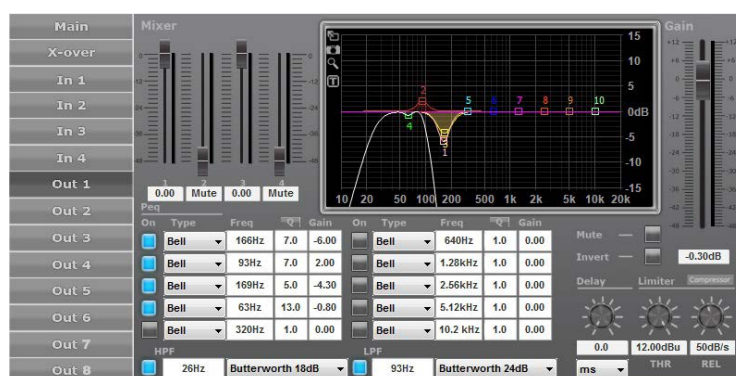 Main
X-over
In 1
In 2
In 3
In 4
Out 1
Out 2
Out 3
Out 4
Out 5
Out 6
Out 7
Out 8
Mixer
0.00 Mute 0.00 Mute
1 2 3 4
T
15
10
5
0dB
-5
-10
-15
10 20 50 100 200 500 1k 2k 5k 10k 20k
2 5 6 7 8 9 10
4
1
Gain
Peq
On Type Freq Q Gain On Type Freq Q Gain
Bell 166Hz 7.0 -6.00 Bell 640Hz 1.0 0.00
Bell 93Hz 7.0 2.00 Bell 1.28kHz 1.0 0.00
Bell 169Hz 5.0 -4.30 Bell 2.56kHz 1.0 0.00
Bell 63Hz 13.0 -0.80 Bell 5.12kHz 1.0 0.00
Bell 320Hz 1.0 0.00 Bell 10.2 kHz 1.0 0.00
HPF LPF
26Hz Butterworth 18dB 93Hz Butterworth 24dB
Mute
Invert -0.30dB
Delay Limiter Compressor
0.0 12.00dBu 50dB/s
ms THR REL